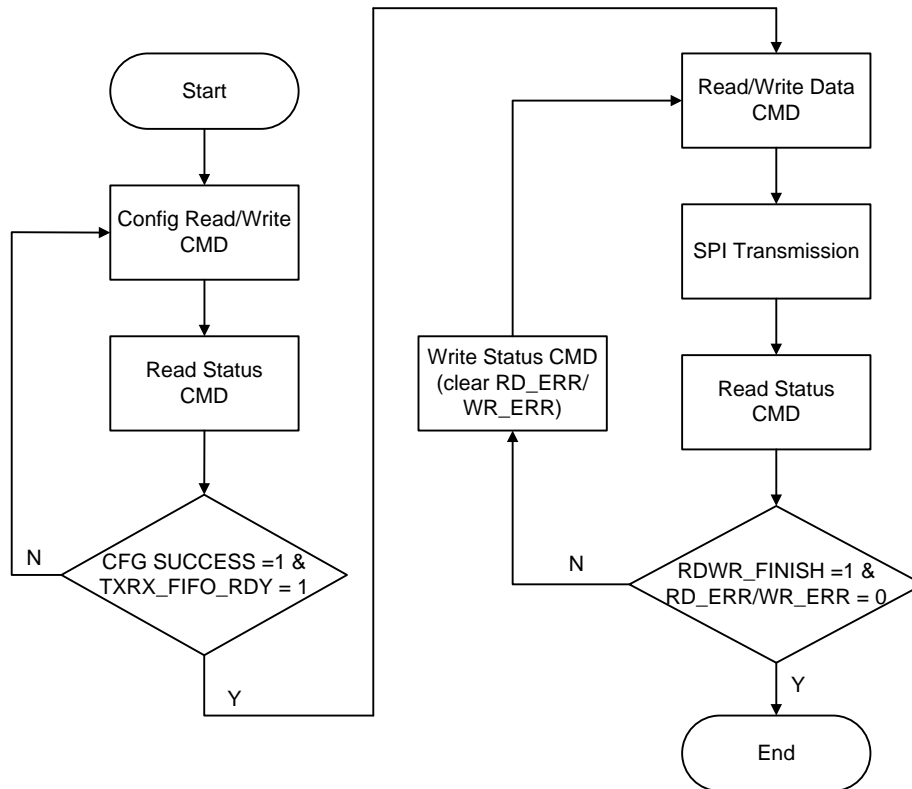 Start
Config Read/Write
CMD
Read Status
CMD
CFG SUCCESS =1 &
TXRX_FIFO_RDY = 1
N
Y
Read/Write Data
CMD
SPI Transmission
Read Status
CMD
RDWR_FINISH =1 &
RD_ERR/WR_ERR = 0
N
Write Status CMD
(clear RD_ERR/
WR_ERR)
Y
End